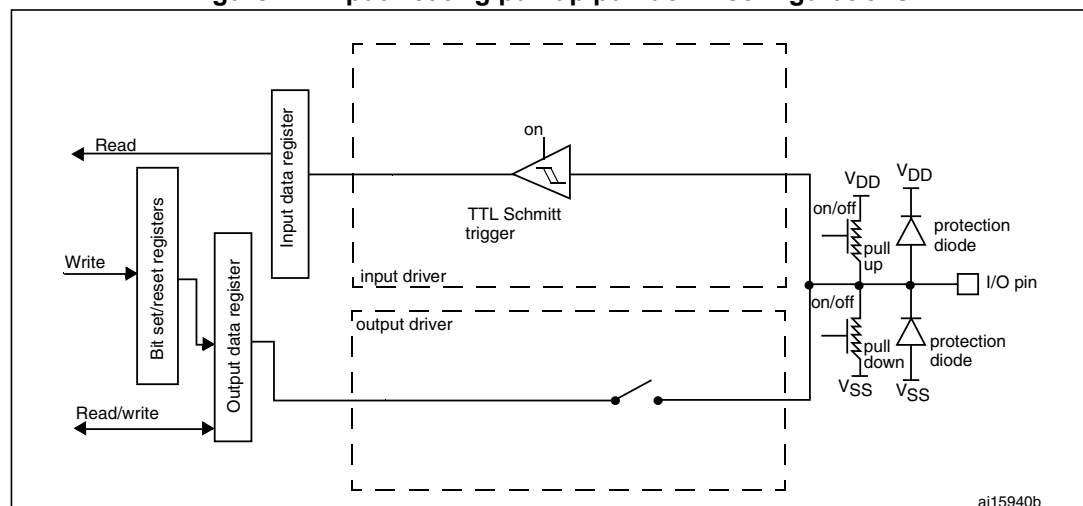 Read
Write
Read/write
Bit set/reset registers
Input data register
Output data register
on
TTL Schmitt
trigger
input driver
output driver
VDD
on/off
pull
up
VDD
protection
diode
I/O pin
on/off
pull
down
VSS
protection
diode
VSS
ai15940b